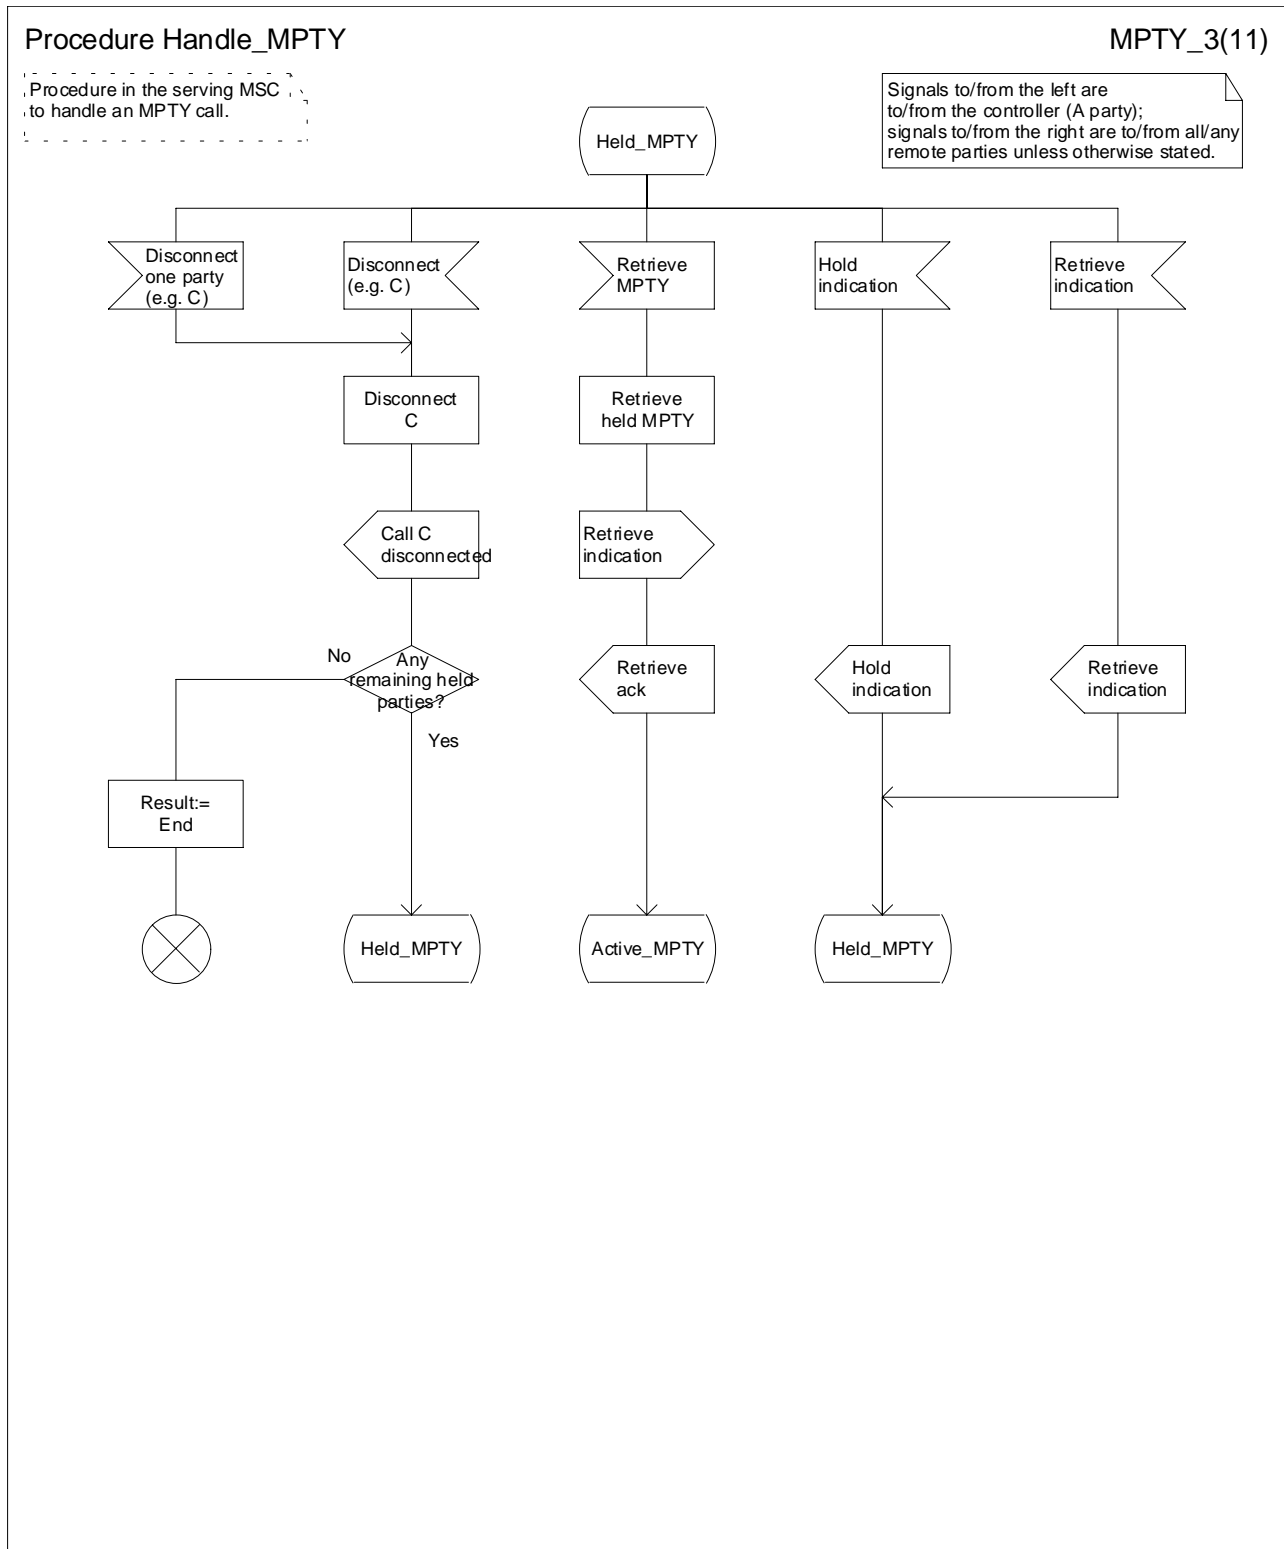 Procedure Handle_MPTY
MPTY_3(11)
Procedure in the serving MSC
to handle an MPTY call.
Signals to/from the left are
to/from the controller (A party);
signals to/from the right are to/from all/any
remote parties unless otherwise stated.
Held_MPTY
Disconnect
one party
(e.g. C)
Disconnect
(e.g. C)
Retrieve
MPTY
Hold
indication
Retrieve
indication
Disconnect
C
Retrieve
held MPTY
Call C
disconnected
Retrieve
indication
No
Any
remaining held
parties?
Yes
Retrieve
ack
Hold
indication
Retrieve
indication
Result:=
End
Held_MPTY
Active_MPTY
Held_MPTY